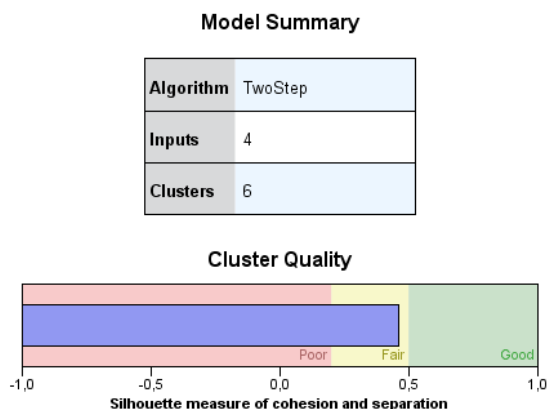 Model Summary
Algorithm TwoStep
Inputs 4
Clusters 6
Cluster Quality
Poor Fair Good
-1,0 -0,5 0,0 0,5 1,0
Silhouette measure of cohesion and separation